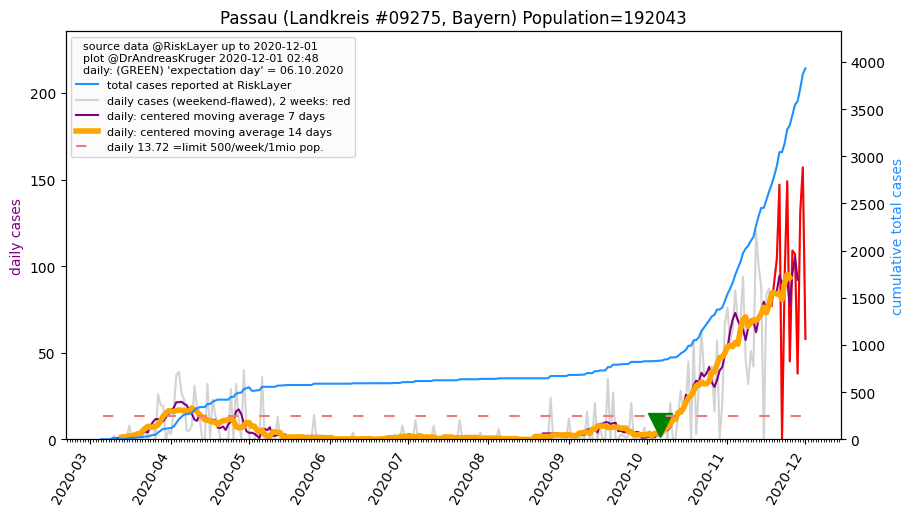 Passau (Landkreis #09275, Bayern) Population=192043
source data @RiskLayer up to 2020-12-01
plot @DrAndreasKruger 2020-12-01 02:48
daily: (GREEN) 'expectation day' = 06.10.2020
total cases reported at RiskLayer
daily cases (weekend-flawed), 2 weeks: red
daily: centered moving average 7 days
daily: centered moving average 14 days
daily 13.72 =limit 500/week/1mio pop.
daily cases
200
150
100
50
0
cumulative total cases
4000
3500
3000
2500
2000
1500
1000
500
0
2020-03
2020-04
2020-05
2020-06
2020-07
2020-08
2020-09
2020-10
2020-11
2020-12